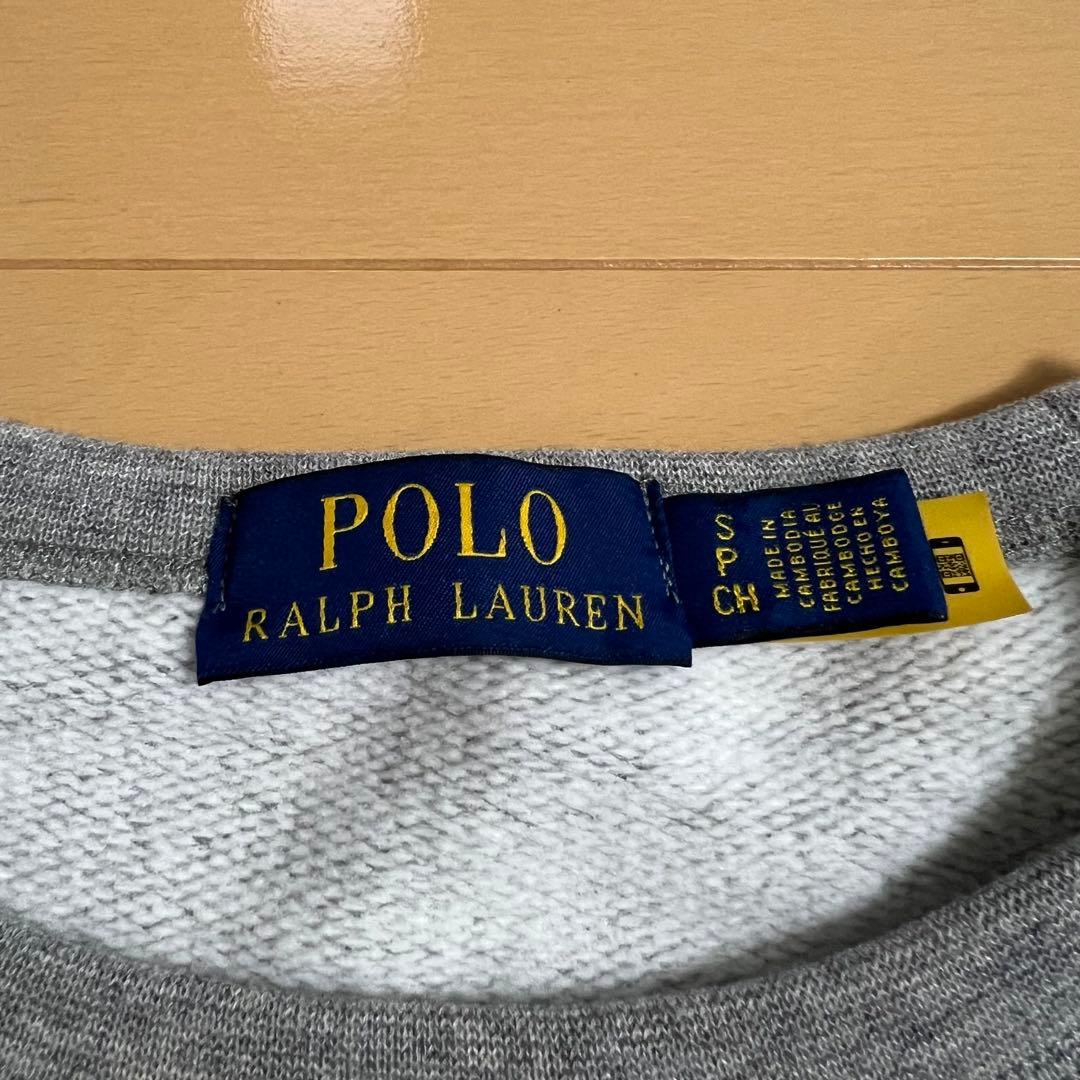 POLO
RALPH LAUREN
S
P
CH
MADE IN
CAMBODIA
FABRIQUÉ AU
CAMBODGE
HECHO EN
CAMBOYA